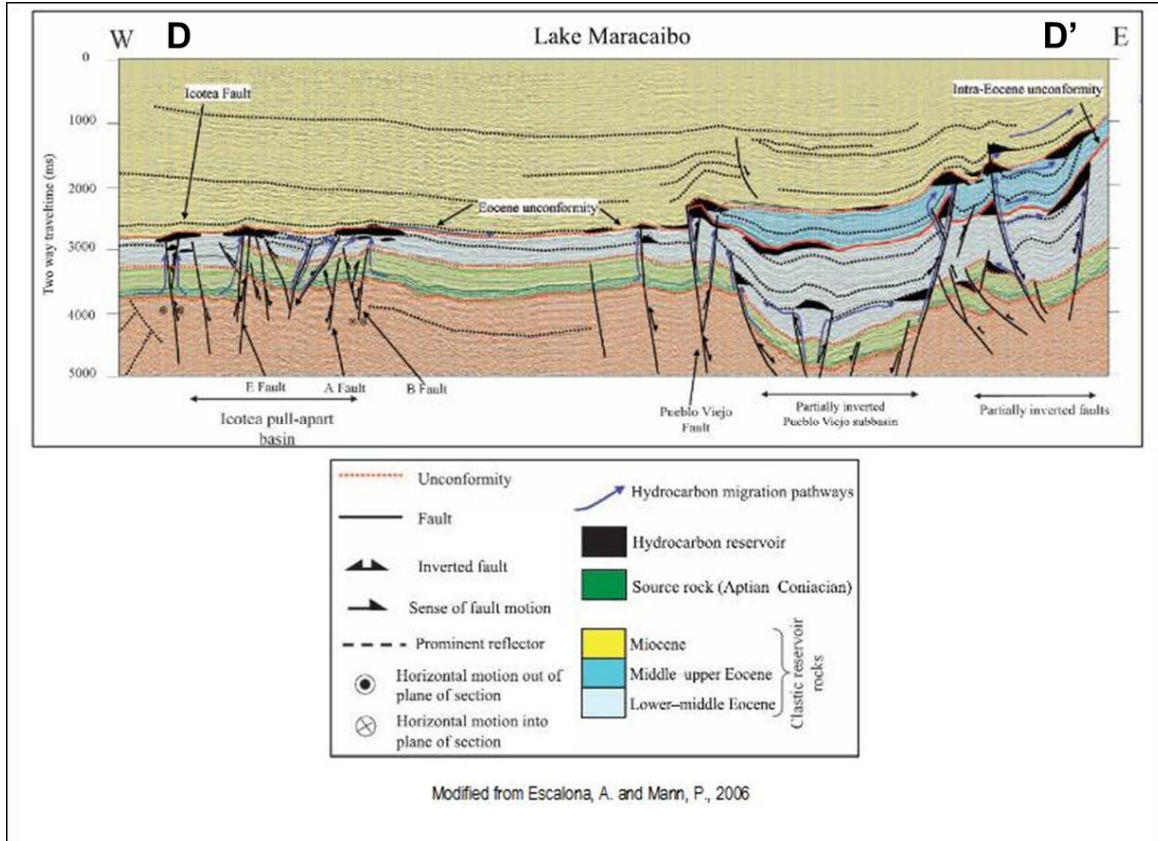 W D Lake Maracaibo D' E
0
Icotea Fault
Intra-Eocene unconformity
1000
2000
Eocene unconformity
3000
4000
5000
Two way traveltime (ms)
E Fault A Fault B Fault
Icotea pull-apart
basin
Pueblo Viejo
Fault
Partially inverted
Pueblo Viejo subbasin
Partially inverted faults
Unconformity
Fault
Inverted fault
Sense of fault motion
Prominent reflector
Horizontal motion out of
plane of section
Horizontal motion into
plane of section
Hydrocarbon migration pathways
Hydrocarbon reservoir
Source rock (Aptian Coniacian)
Miocene
Middle upper Eocene
Lower–middle Eocene
Clastic reservoir
rocks
Modified from Escalona, A. and Mann, P., 2006